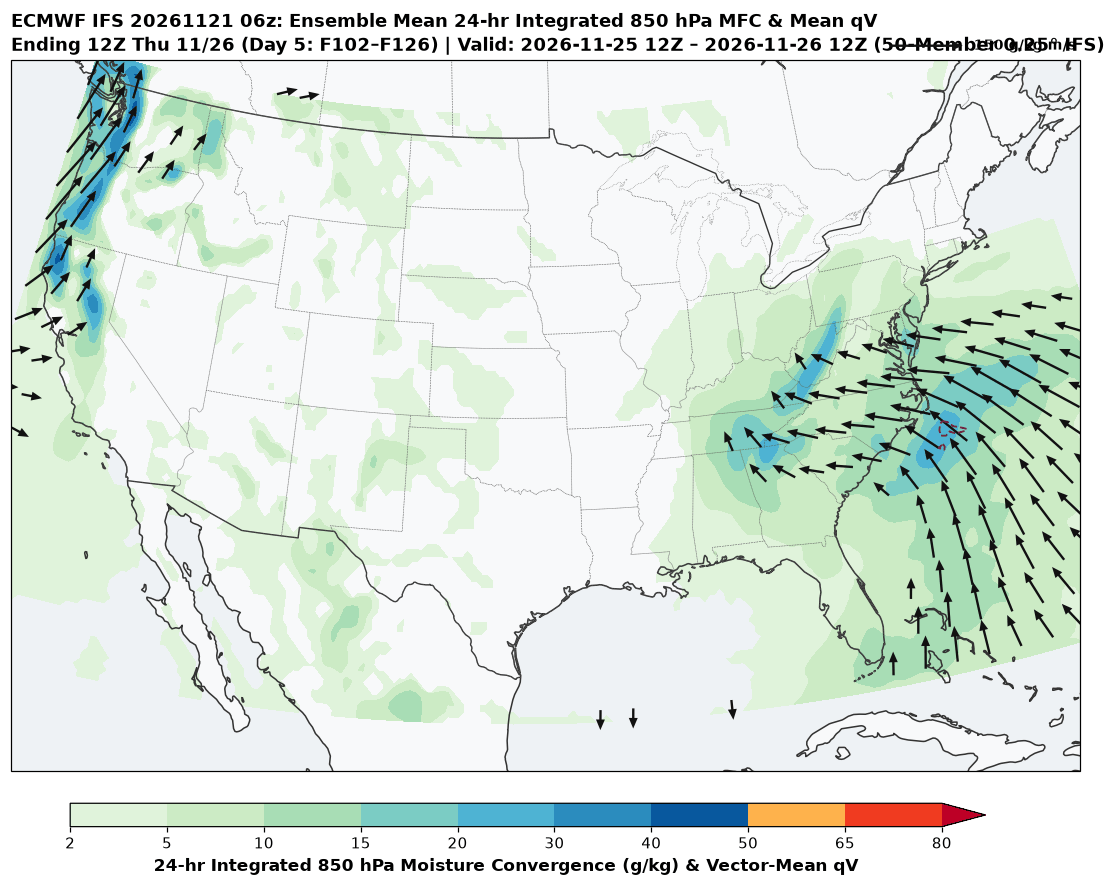 ECMWF IFS 20261121 06z: Ensemble Mean 24-hr Integrated 850 hPa MFC & Mean qV
Ending 12Z Thu 11/26 (Day 5: F102–F126) | Valid: 2026-11-25 12Z – 2026-11-26 12Z (50-Member 0.25° IFS)
2 5 10 15 20 30 40 50 65 80
24-hr Integrated 850 hPa Moisture Convergence (g/kg) & Vector-Mean qV